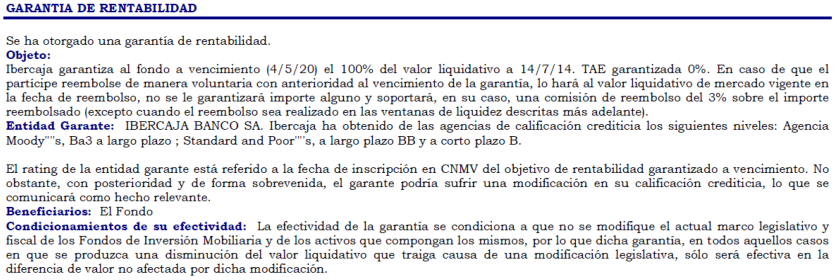 GARANTIA DE RENTABILIDAD
Se ha otorgado una garantía de rentabilidad.
Objeto:
Ibercaja garantiza al fondo a vencimiento (4/5/20) el 100% del valor liquidativo a 14/7/14. TAE garantizada 0%. En caso de que el
partícipe reembolse de manera voluntaria con anterioridad al vencimiento de la garantía, lo hará al valor liquidativo de mercado vigente en
la fecha de reembolso, no se le garantizará importe alguno y soportará, en su caso, una comisión de reembolso del 3% sobre el importe
reembolsado (excepto cuando el reembolso sea realizado en las ventanas de liquidez descritas más adelante).
Entidad Garante: IBERCAJA BANCO SA. Ibercaja ha obtenido de las agencias de calificación crediticia los siguientes niveles: Agencia
Moody""s, Ba3 a largo plazo ; Standard and Poor""s, a largo plazo BB y a corto plazo B.
El rating de la entidad garante está referido a la fecha de inscripción en CNMV del objetivo de rentabilidad garantizado a vencimiento. No
obstante, con posterioridad y de forma sobrevenida, el garante podría sufrir una modificación en su calificación crediticia, lo que se
comunicará como hecho relevante.
Beneficiarios: El Fondo
Condicionamientos de su efectividad: La efectividad de la garantía se condiciona a que no se modifique el actual marco legislativo y
fiscal de los Fondos de Inversión Mobiliaria y de los activos que compongan los mismos, por lo que dicha garantía, en todos aquellos casos
en que se produzca una disminución del valor liquidativo que traiga causa de una modificación legislativa, sólo será efectiva en la
diferencia de valor no afectada por dicha modificación.